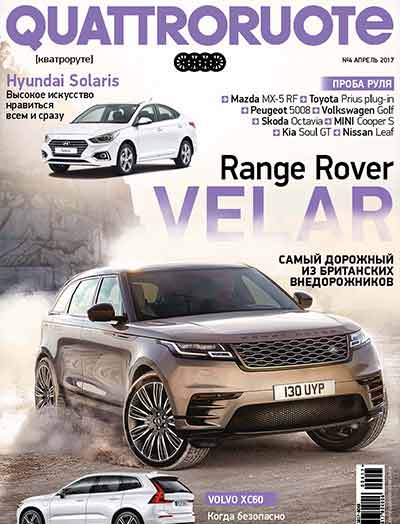 QUATTRORUOTE
[кватроруте]
№4 АПРЕЛЬ 2017
Hyundai Solaris
Высокое искусство
нравиться
всем и сразу
ПРОБА РУЛЯ
Mazda MX-5 RF + Toyota Prius plug-in
+ Peugeot 5008 + Volkswagen Golf
+ Skoda Octavia + MINI Cooper S
+ Kia Soul GT + Nissan Leaf
Range Rover
VELAR
САМЫЙ ДОРОЖНЫЙ
ИЗ БРИТАНСКИХ
ВНЕДОРОЖНИКОВ
130 UYP
VOLVO XC60
Когда безопасно